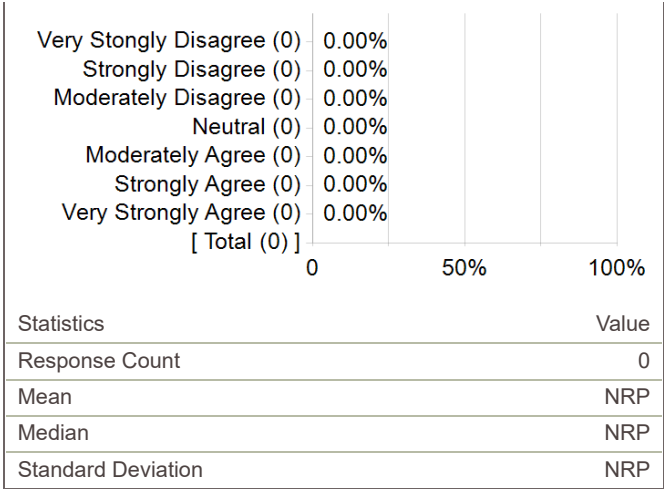 Very Stongly Disagree (0) 0.00%
Strongly Disagree (0) 0.00%
Moderately Disagree (0) 0.00%
Neutral (0) 0.00%
Moderately Agree (0) 0.00%
Strongly Agree (0) 0.00%
Very Strongly Agree (0) 0.00%
[ Total (0) ]
0 50% 100%
Statistics Value
Response Count 0
Mean NRP
Median NRP
Standard Deviation NRP